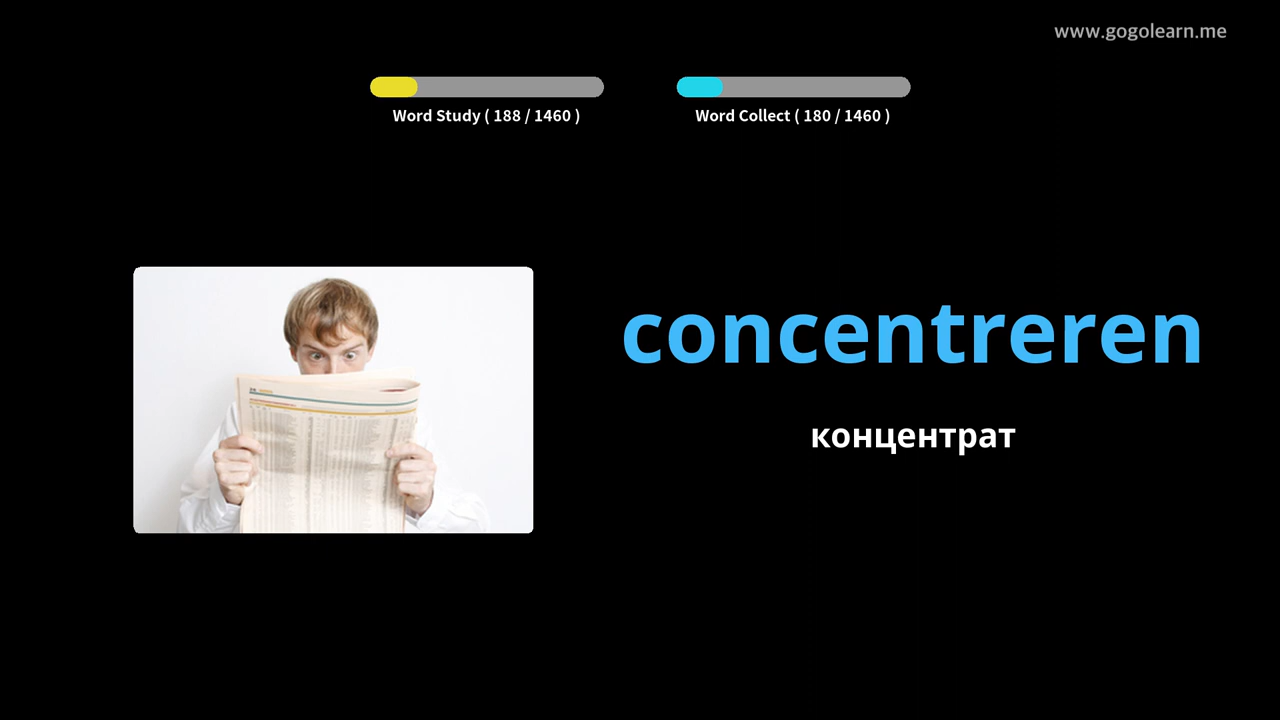 www.gogolearn.me
Word Study ( 188 / 1460 )
Word Collect ( 180 / 1460 )
concentreren
концентрат